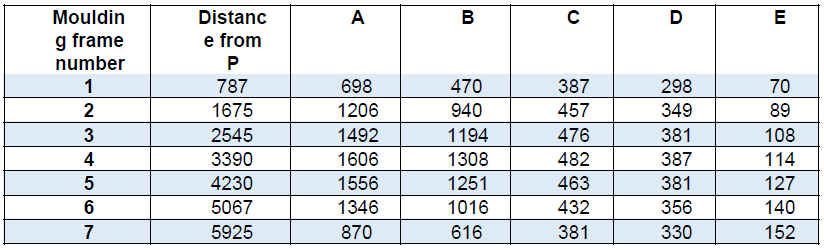 Mouldin Distanc A B C D E
g frame e from
number P
1 787 698 470 387 298 70
2 1675 1206 940 457 349 89
3 2545 1492 1194 476 381 108
4 3390 1606 1308 482 387 114
5 4230 1556 1251 463 381 127
6 5067 1346 1016 432 356 140
7 5925 870 616 381 330 152